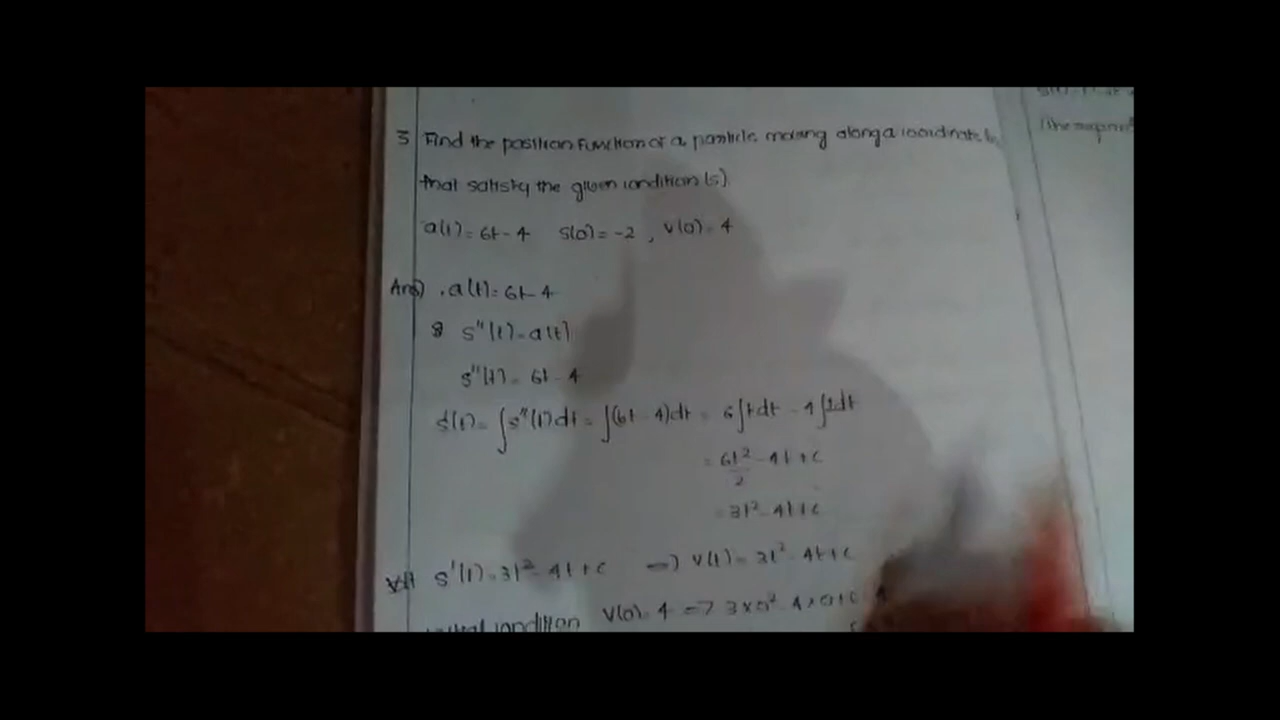 3 Find the position function of a particle moving along a coordinate
that satisfy the given condition (s).
a(t) = 6t - 4 s(0) = -2 , v(0) = 4
Ans) . a(t) = 6t - 4
s''(t) = a(t)
s''(t) = 6t - 4
s'(t) = ∫s''(t)dt = ∫(6t - 4)dt = 6∫tdt - 4∫1dt
= 6t²/2 - 4t + c
= 3t² - 4t + c
s'(t) = 3t² - 4t + c => v(t) = 3t² - 4t + c
condition v(0) = 4 => 3×0² - 4×0+c